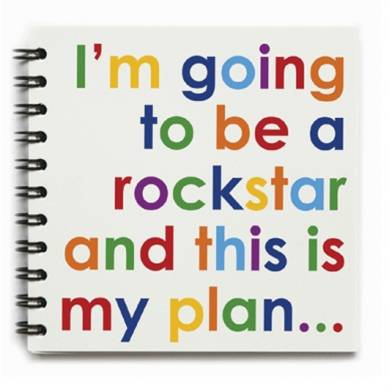 I'm going
to be a
rockstar
and this is
my plan...